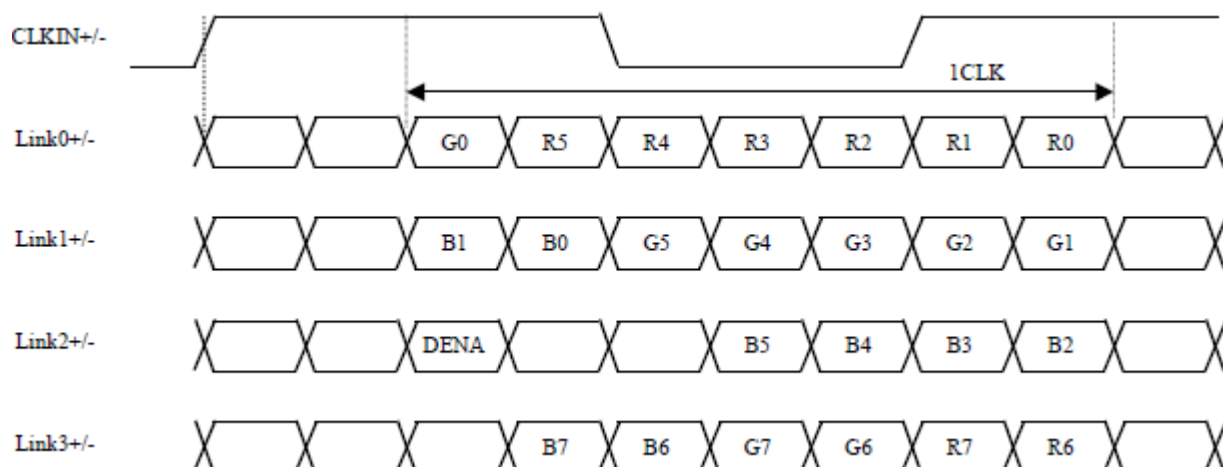 CLKIN+/-
1CLK
Link0+/- G0 R5 R4 R3 R2 R1 R0
Link1+/- B1 B0 G5 G4 G3 G2 G1
Link2+/- DENA B5 B4 B3 B2
Link3+/- B7 B6 G7 G6 R7 R6